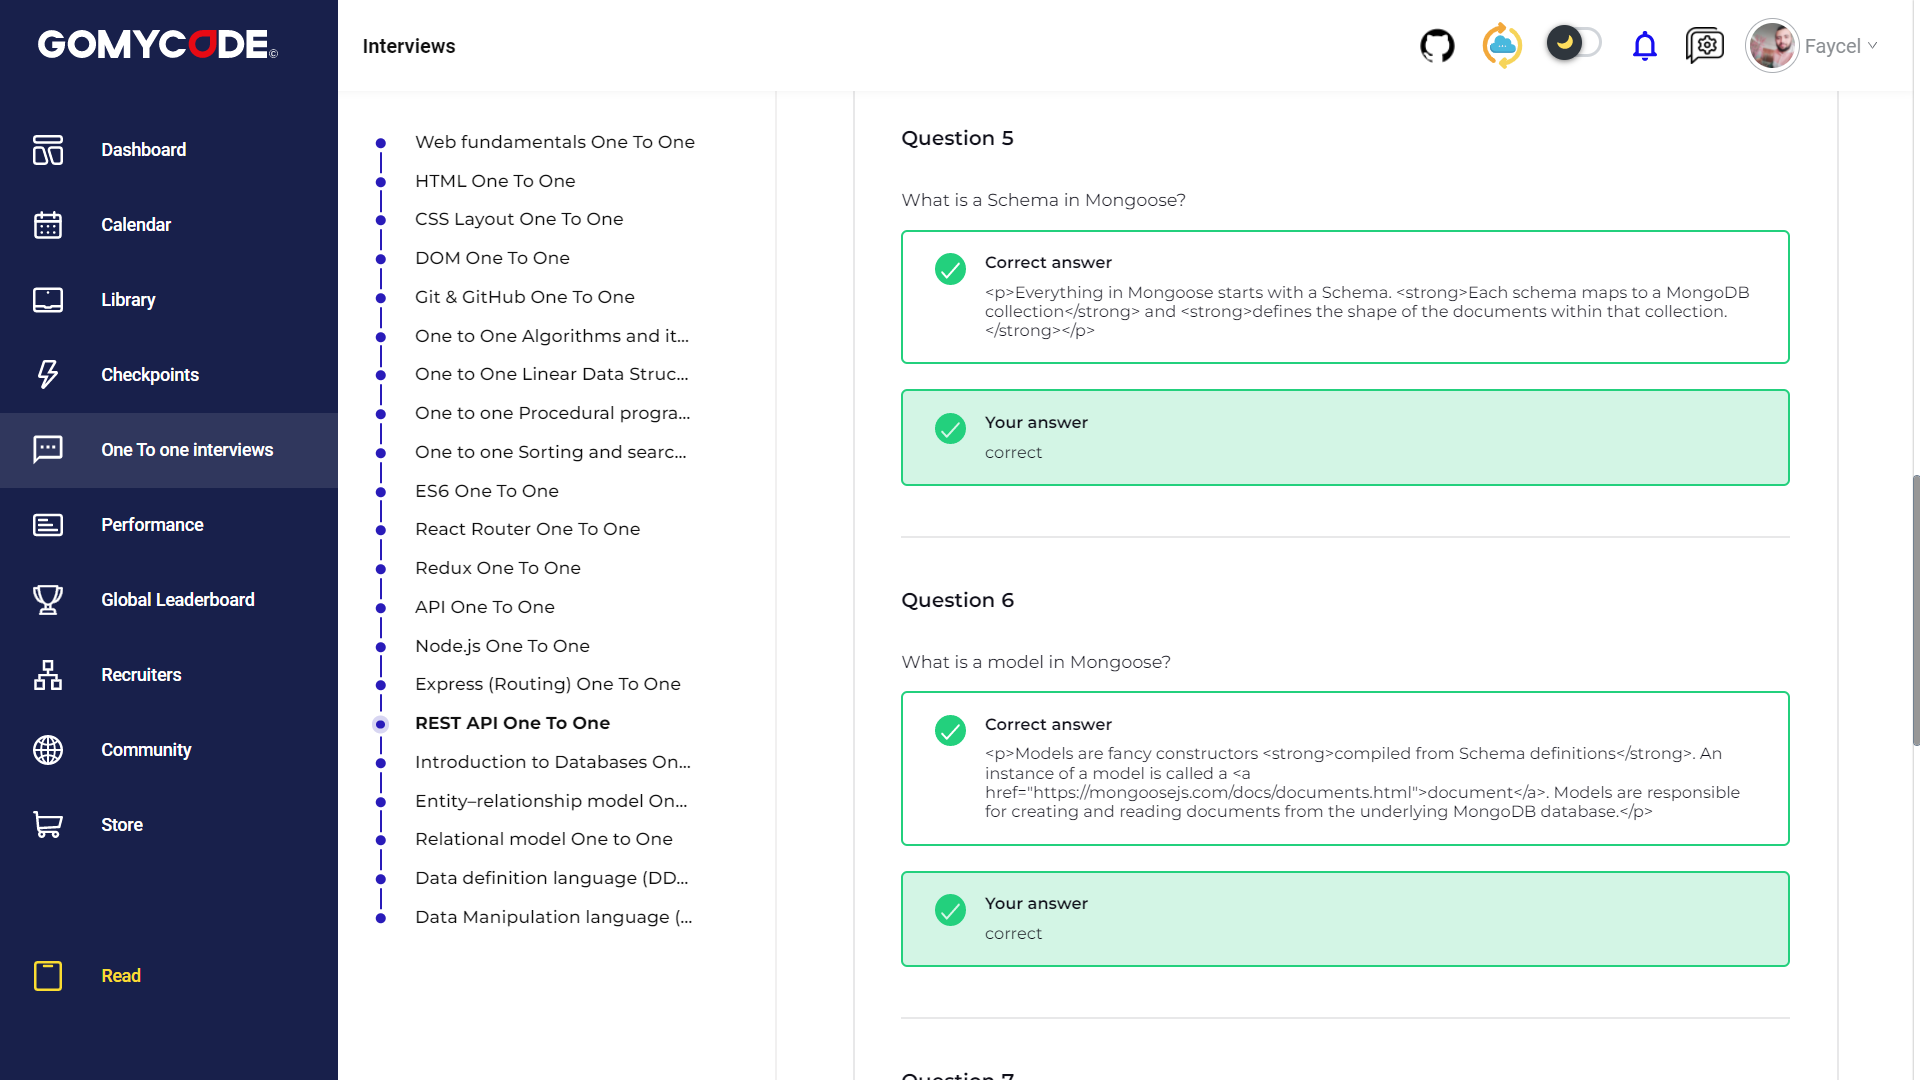 GOMYCODE©
Interviews
Faycel
Dashboard
Calendar
Library
Checkpoints
One To one interviews
Performance
Global Leaderboard
Recruiters
Community
Store
Read
Web fundamentals One To One
HTML One To One
CSS Layout One To One
DOM One To One
Git & GitHub One To One
One to One Algorithms and it...
One to One Linear Data Struc...
One to one Procedural progra...
One to one Sorting and searc...
ES6 One To One
React Router One To One
Redux One To One
API One To One
Node.js One To One
Express (Routing) One To One
REST API One To One
Introduction to Databases On...
Entity–relationship model On...
Relational model One to One
Data definition language (DD...
Data Manipulation language (...
Question 5
What is a Schema in Mongoose?
Correct answer
<p>Everything in Mongoose starts with a Schema. <strong>Each schema maps to a MongoDB
collection</strong> and <strong>defines the shape of the documents within that collection.
</strong></p>
Your answer
correct
Question 6
What is a model in Mongoose?
Correct answer
<p>Models are fancy constructors <strong>compiled from Schema definitions</strong>. An
instance of a model is called a <a
href="https://mongoosejs.com/docs/documents.html">document</a>. Models are responsible
for creating and reading documents from the underlying MongoDB database.</p>
Your answer
correct
Question 7